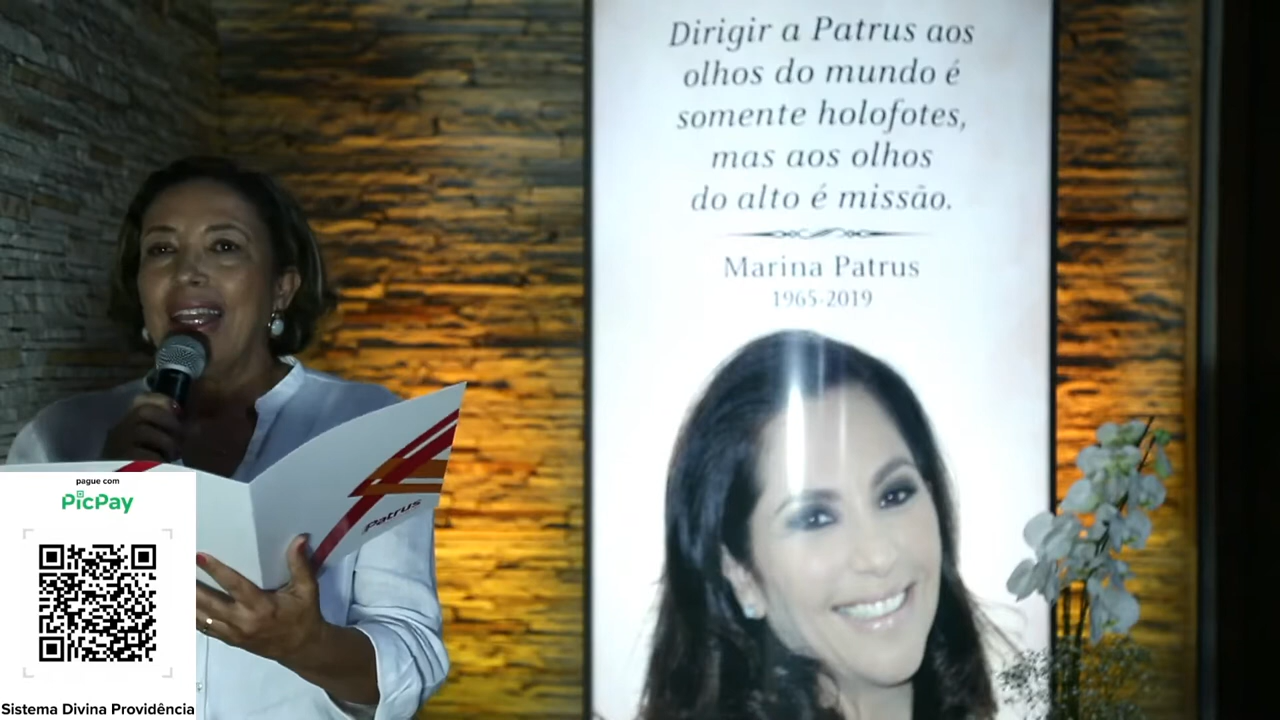 Dirigir a Patrus aos
olhos do mundo é
somente holofotes,
mas aos olhos
do alto é missão.
Marina Patrus
1965-2019
Patrus
pague com
PicPay
Sistema Divina Providência